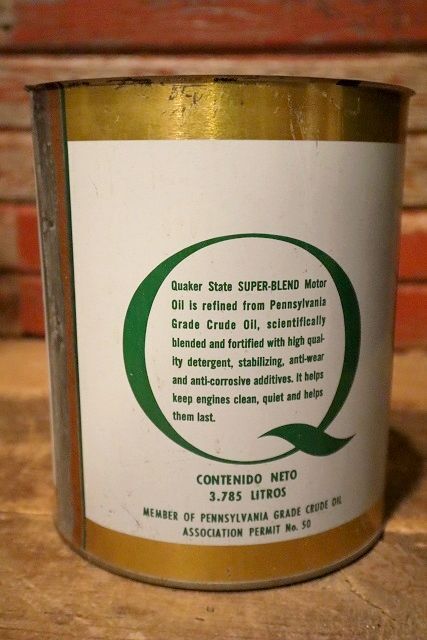 Quaker State SUPER-BLEND Motor
Oil is refined from Pennsylvania
Grade Crude Oil, scientifically
blended and fortified with high qual-
ity detergent, stabilizing, anti-wear
and anti-corrosive additives. It helps
keep engines clean, quiet and helps
them last.
CONTENIDO NETO
3.785 LITROS
MEMBER OF PENNSYLVANIA GRADE CRUDE OIL
ASSOCIATION PERMIT No. 50